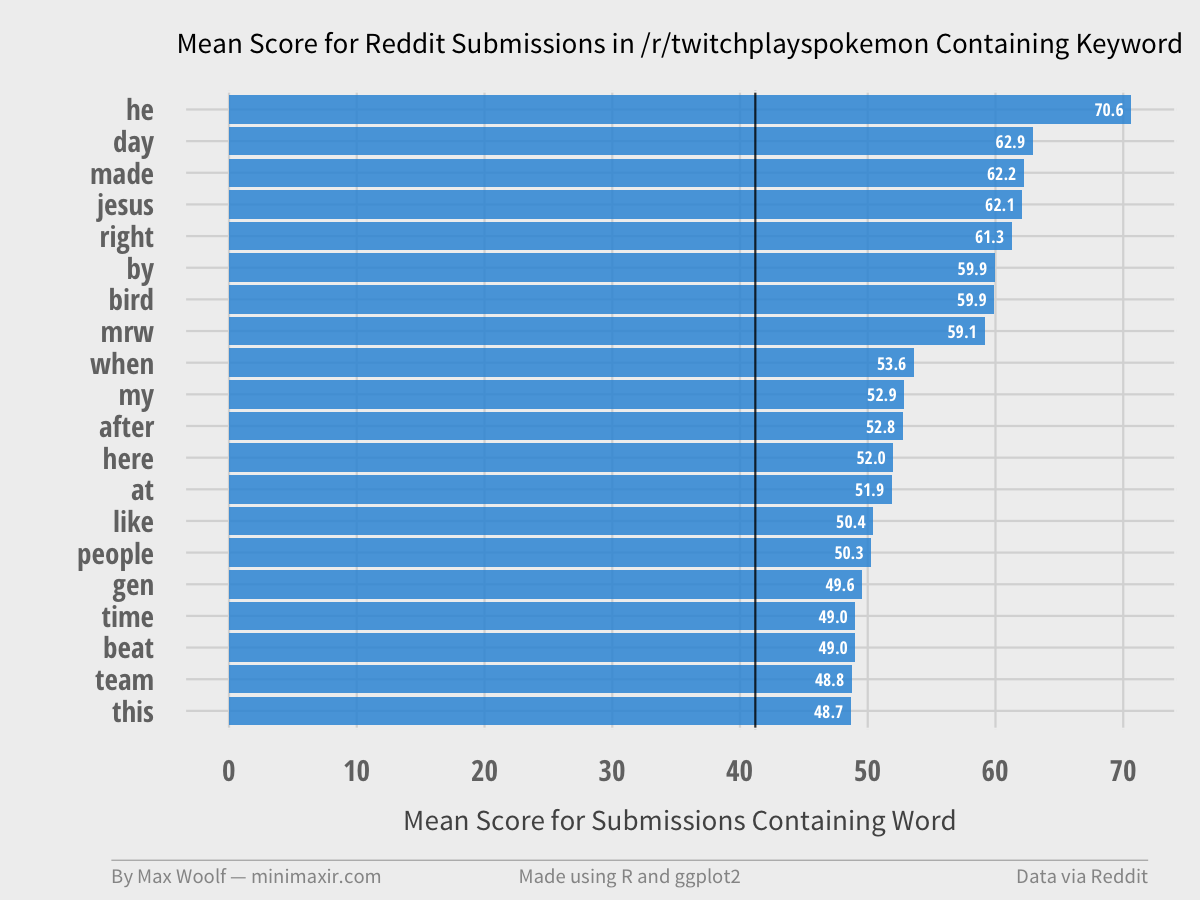 Mean Score for Reddit Submissions in /r/twitchplayspokemon Containing Keyword
he 70.6
day 62.9
made 62.2
jesus 62.1
right 61.3
by 59.9
bird 59.9
mrw 59.1
when 53.6
my 52.9
after 52.8
here 52.0
at 51.9
like 50.4
people 50.3
gen 49.6
time 49.0
beat 49.0
team 48.8
this 48.7
0 10 20 30 40 50 60 70
Mean Score for Submissions Containing Word
By Max Woolf — minimaxir.com Made using R and ggplot2 Data via Reddit